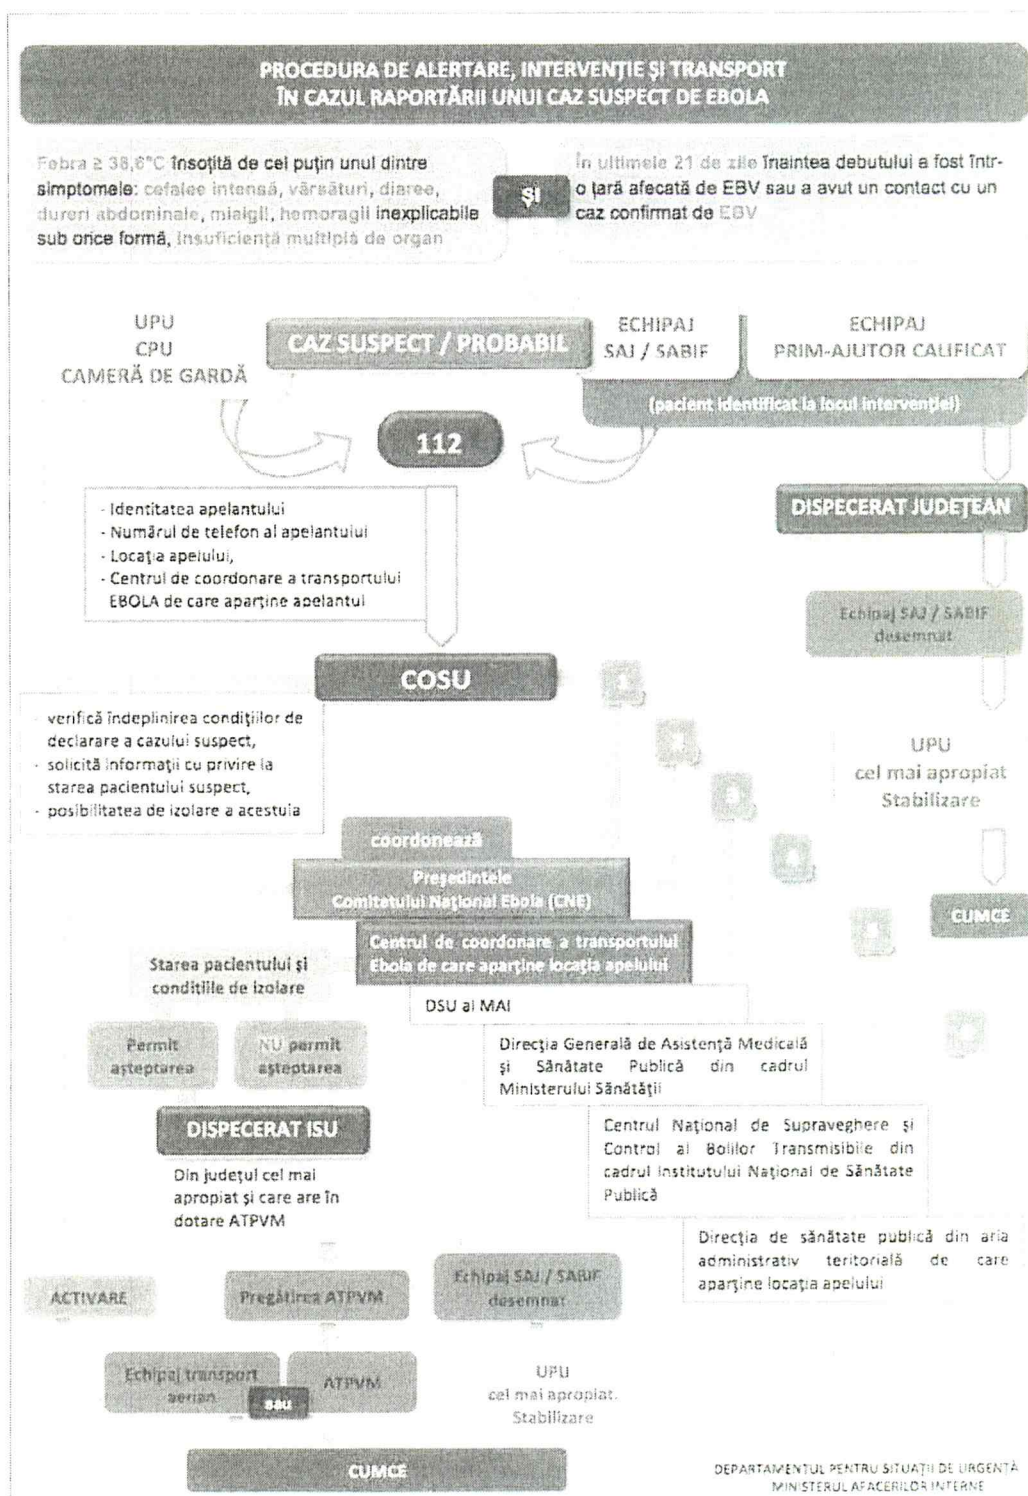 PROCEDURA DE ALERTARE, INTERVENȚIE ȘI TRANSPORT
ÎN CAZUL RAPORTĂRII UNUI CAZ SUSPECT DE EBOLA
Febra ≥ 38,6°C însoțită de cel puțin unul dintre
simptomele: cefalee intensă, vărsături, diaree,
dureri abdominale, mialgii, hemoragii inexplicabile
sub orice formă, insuficiență multiplă de organ
ȘI
În ultimele 21 de zile înaintea debutului a fost într-
o țară afectată de EBV sau a avut un contact cu un
caz confirmat de EBV
UPU
CPU
CAMERĂ DE GARDĂ
CAZ SUSPECT / PROBABIL
ECHIPAJ
SAJ / SABIF
ECHIPAJ
PRIM-AJUTOR CALIFICAT
(pacient identificat la locul intervenției)
112
- Identitatea apelantului
- Numărul de telefon al apelantului
- Locația apelului,
- Centrul de coordonare a transportului
EBOLA de care aparține apelantul
DISPECERAT JUDEȚEAN
Echipaj SAJ / SABIF
desemnat
COSU
1
2
3
4
- verifică îndeplinirea condițiilor de
declarare a cazului suspect,
- solicită informații cu privire la
starea pacientului suspect,
- posibilitatea de izolare a acestuia
UPU
cel mai apropiat
Stabilizare
CUMCE
coordonează
Președintele
Comitetului Național Ebola (CNE)
Centrul de coordonare a transportului
Ebola de care aparține locația apelului
DSU al MAI
Direcția Generală de Asistență Medicală
și Sănătate Publică din cadrul
Ministerului Sănătății
Centrul Național de Supraveghere și
Control al Bolilor Transmisibile din
cadrul Institutului Național de Sănătate
Publică
Direcția de sănătate publică din aria
administrativ teritorială de care
aparține locația apelului
Starea pacientului și
condițiile de izolare
Permit
așteptarea
NU permit
așteptarea
DISPECERAT ISU
Din județul cel mai
apropiat și care are în
dotare ATPVM
ACTIVARE
Pregătirea ATPVM
Echipaj SAJ / SABIF
desemnat
Echipaj transport
aerian
sau
ATPVM
UPU
cel mai apropiat.
Stabilizare
CUMCE
DEPARTAMENTUL PENTRU SITUAȚII DE URGENȚĂ
MINISTERUL AFACERILOR INTERNE